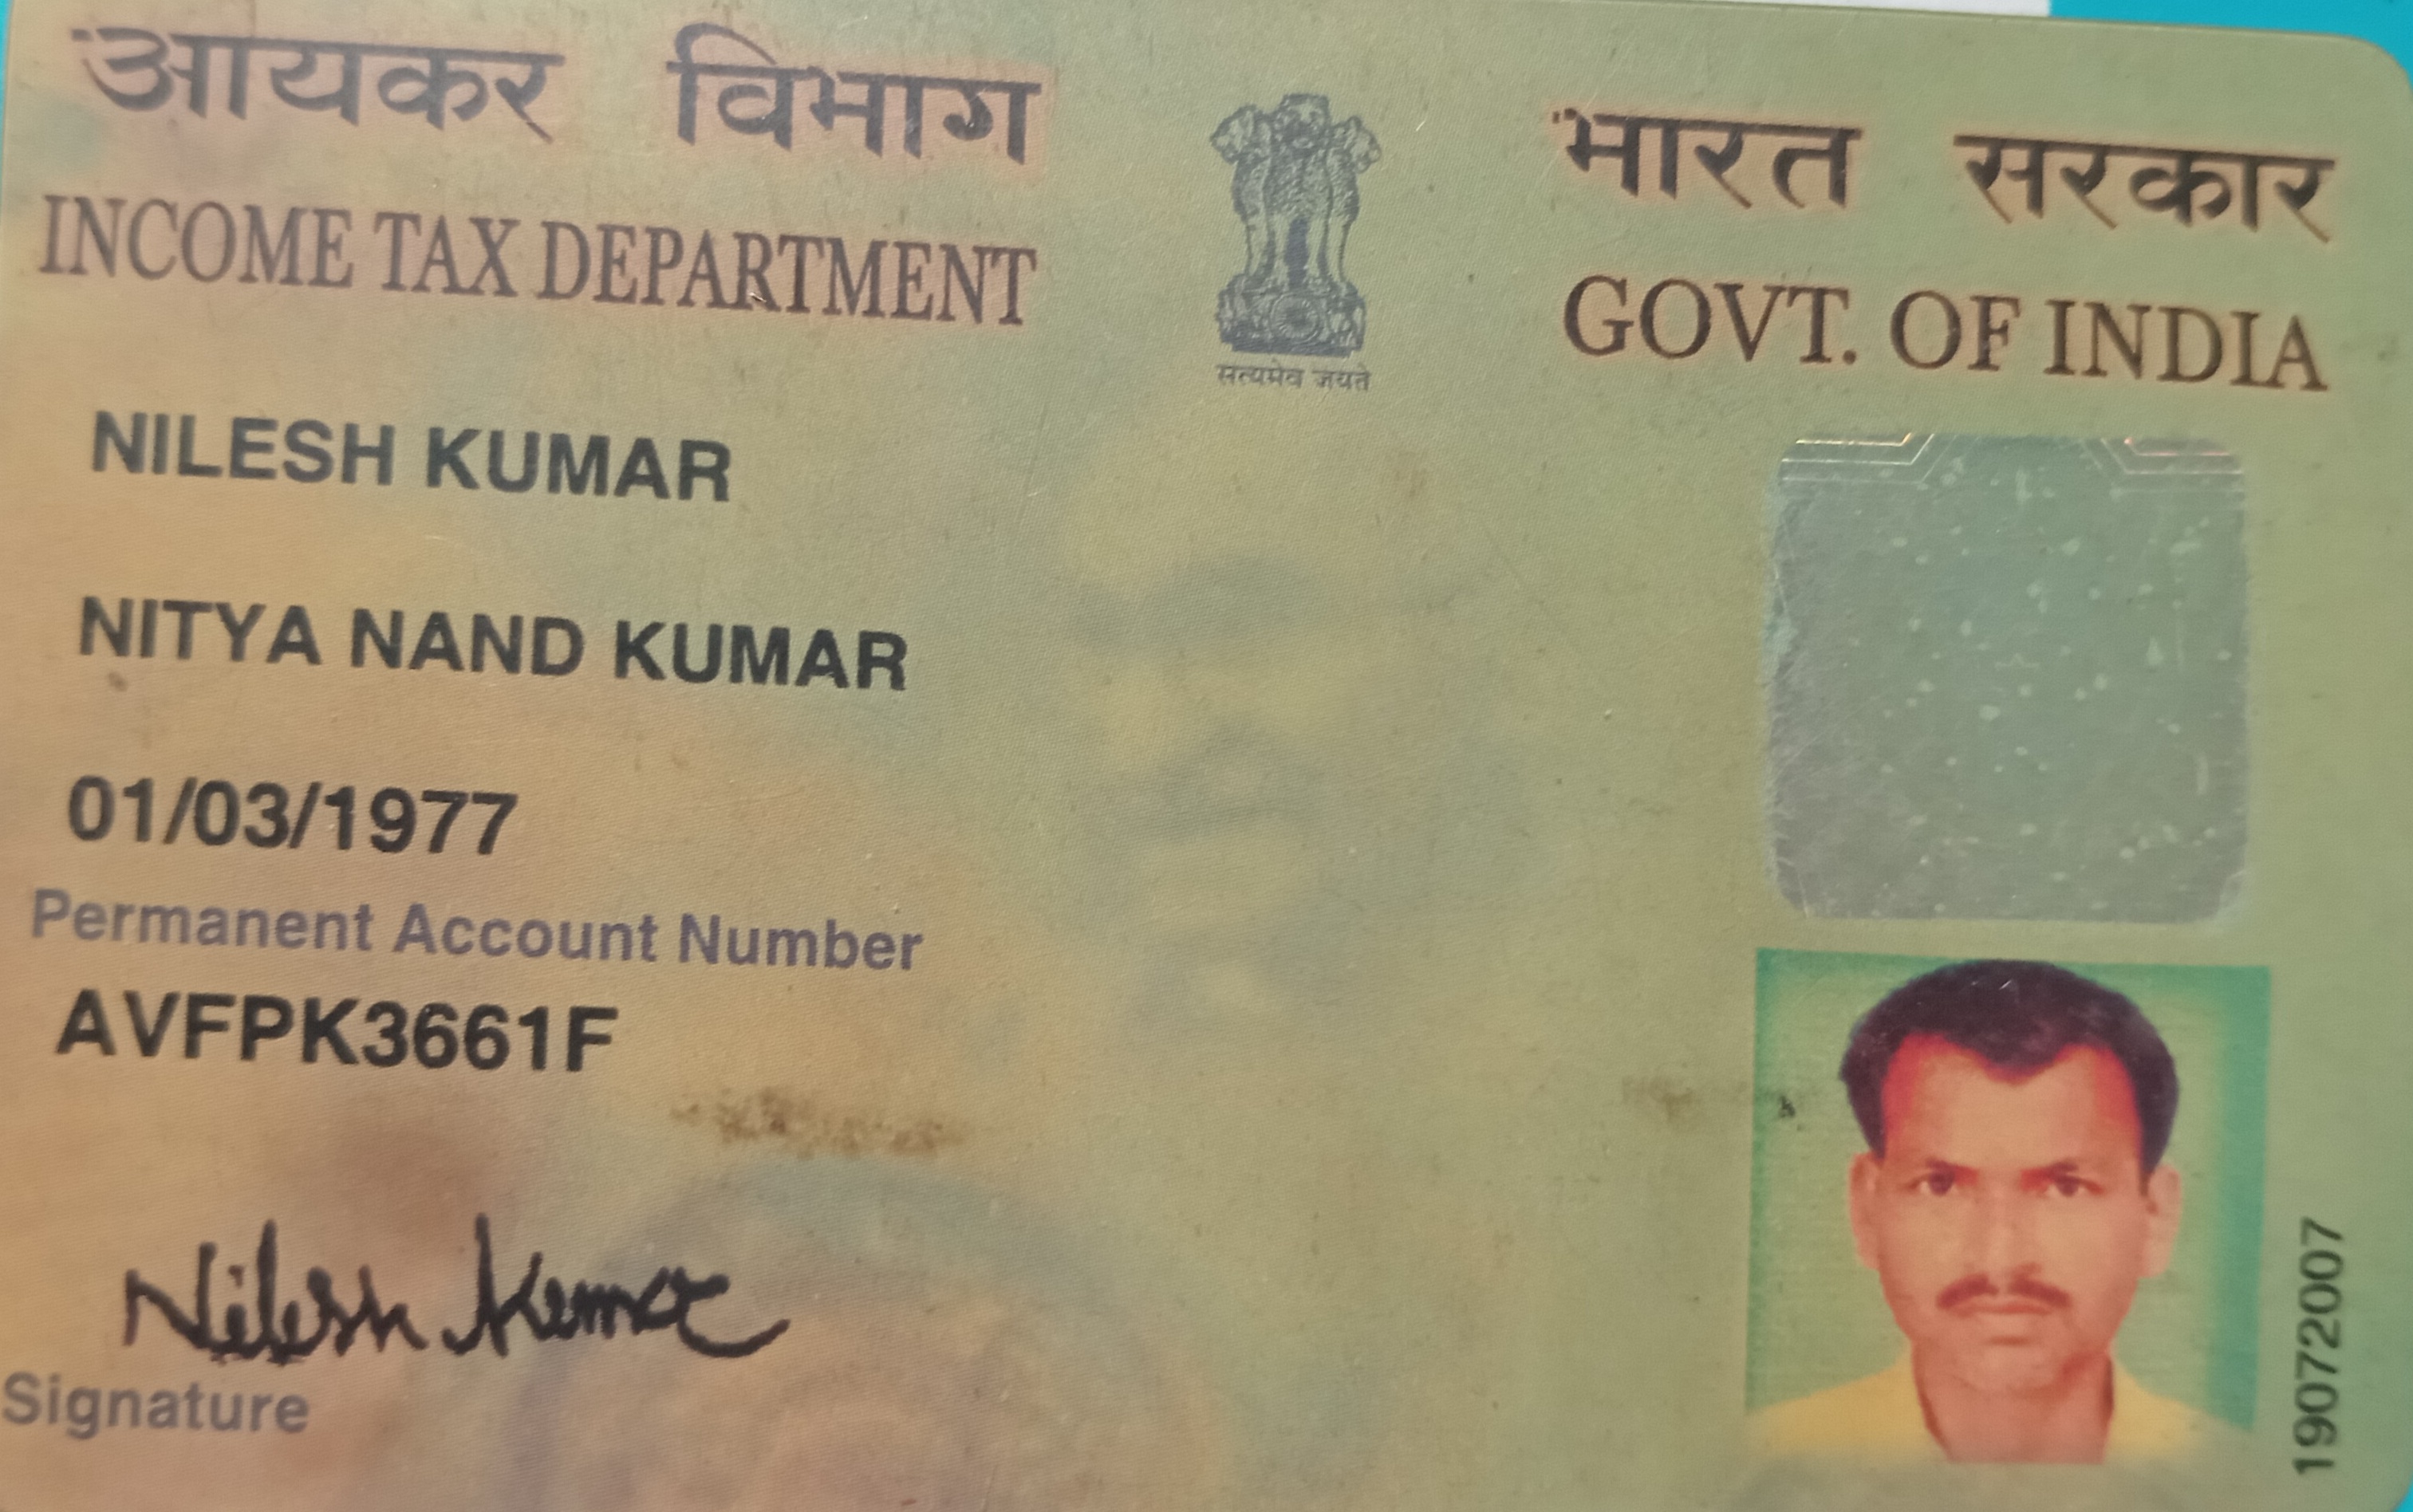 आयकर विभाग
INCOME TAX DEPARTMENT
भारत सरकार
GOVT. OF INDIA
सत्यमेव जयते
NILESH KUMAR
NITYA NAND KUMAR
01/03/1977
Permanent Account Number
AVFPK3661F
Nilesh Kumar
Signature
19072007